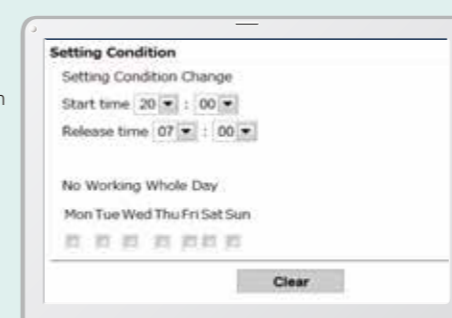 n
Setting Condition
Setting Condition Change
Start time 20 : 00
Release time 07 : 00
No Working Whole Day
Mon Tue Wed Thu Fri Sat Sun
Clear